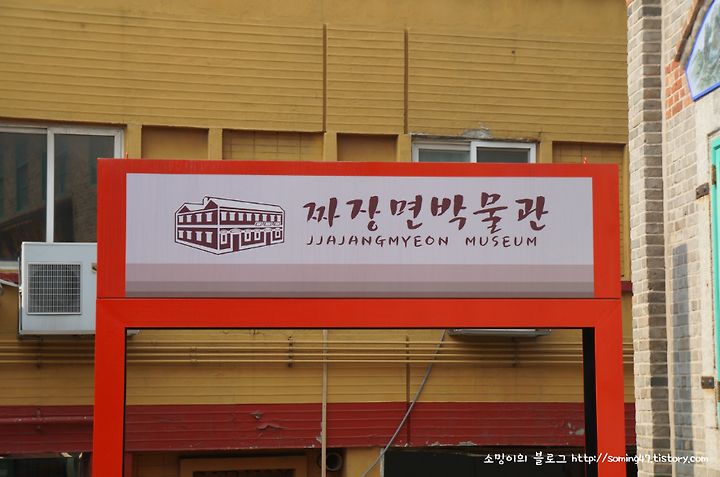 짜장면박물관
JJAJANGMYEON MUSEUM
소밍이의 블로그 http://soming47.tistory.com